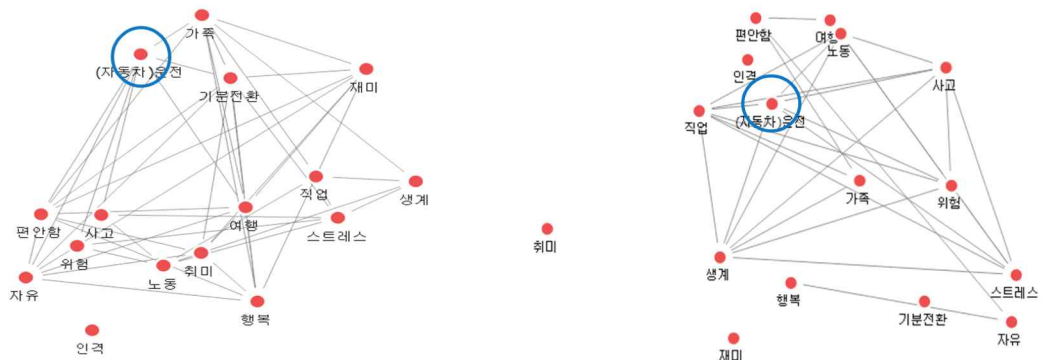 가족
(자동차)운전
기분전환
재미
직업
생계
편안함
사고
여행
스트레스
위험
노동
취미
자유
행복
인격
편안함
여행
노동
인격
사고
직업
(자동차)운전
가족
위험
취미
생계
행복
스트레스
기분전환
자유
재미